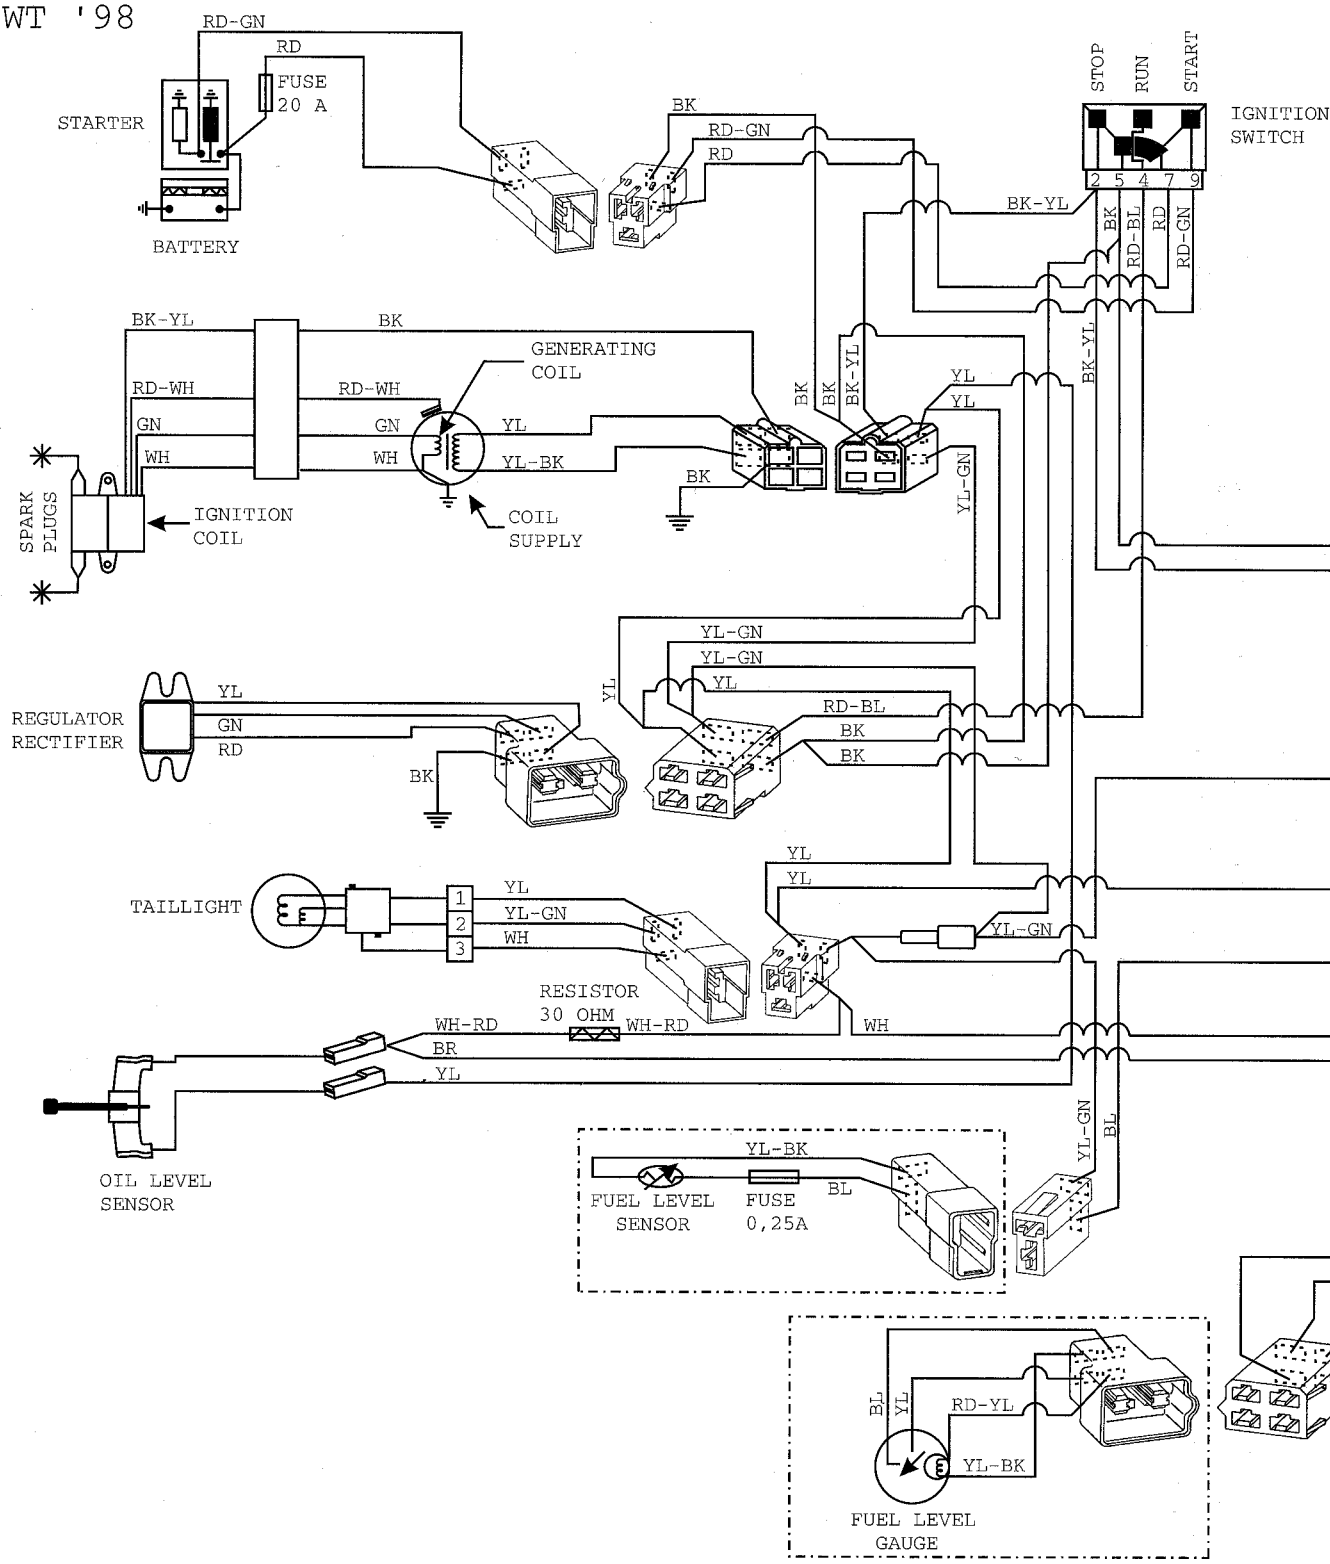 WT '98
RD-GN
RD
FUSE
20 A
STARTER
BATTERY
BK
RD-GN
RD
STOP
RUN
START
IGNITION
SWITCH
2 5 4 7 9
BK-YL
BK
RD-BL
RD
RD-GN
BK-YL
BK-YL
BK
GENERATING
COIL
RD-WH
RD-WH
GN
GN
YL
WH
WH
YL-BK
BK
BK
BK
BK-YL
YL
YL
YL-GN
SPARK
PLUGS
IGNITION
COIL
COIL
SUPPLY
YL-GN
YL-GN
YL
YL
RD-BL
BK
BK
REGULATOR
RECTIFIER
YL
GN
RD
BK
YL
YL
YL-GN
TAILLIGHT
1
2
3
YL
YL-GN
WH
RESISTOR
30 OHM
WH-RD
WH-RD
WH
BR
YL
OIL LEVEL
SENSOR
YL-GN
BL
YL-BK
BL
FUEL LEVEL
SENSOR
FUSE
0,25A
BL
YL
RD-YL
YL-BK
FUEL LEVEL
GAUGE